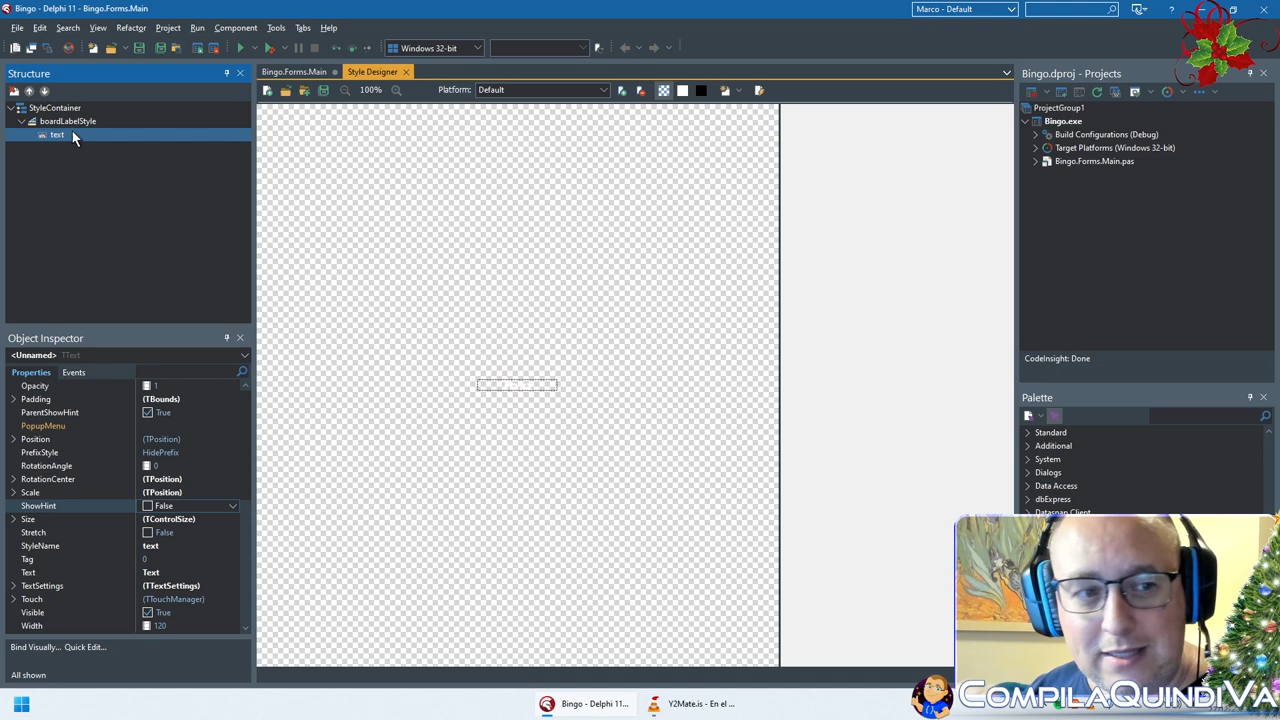 Bingo - Delphi 11 - Bingo.Forms.Main
Marco - Default
File Edit Search View Refactor Project Run Component Tools Tabs Help
Windows 32-bit
Structure
StyleContainer
boardLabelStyle
text
Bingo.Forms.Main
Style Designer
100%
Platform: Default
Bingo.dproj - Projects
ProjectGroup1
Bingo.exe
Build Configurations (Debug)
Target Platforms (Windows 32-bit)
Bingo.Forms.Main.pas
CodeInsight: Done
Object Inspector
<Unnamed> TText
Properties Events
Opacity 1
Padding (TBounds)
ParentShowHint True
PopupMenu
Position (TPosition)
PrefixStyle HidePrefix
RotationAngle 0
RotationCenter (TPosition)
Scale (TPosition)
ShowHint False
Size (TControlSize)
Stretch False
StyleName text
Tag 0
Text Text
TextSettings (TTextSettings)
Touch (TTouchManager)
Visible True
Width 120
Bind Visually... Quick Edit...
All shown
Palette
Standard
Additional
System
Dialogs
Data Access
dbExpress
Datasnap Client
Bingo - Delphi 11...
Y2Mate.is - En el ...
CompilaQuindiVa